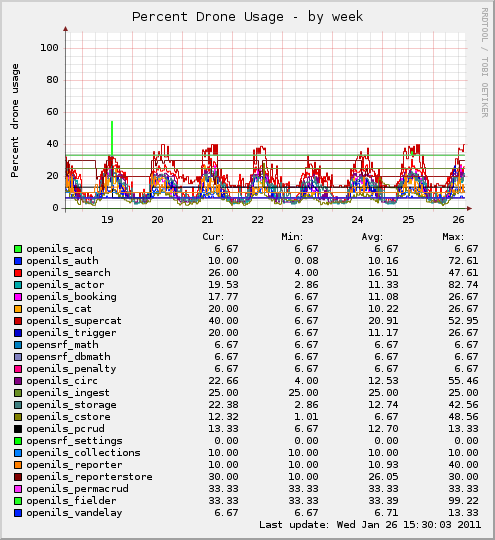 Percent Drone Usage - by week
RRDTOOL / TOBI OETIKER
Percent drone usage
100
80
60
40
20
0
19 20 21 22 23 24 25 26
Cur: Min: Avg: Max:
openils_acq 6.67 6.67 6.67 6.67
openils_auth 10.00 0.08 10.16 72.61
openils_search 26.00 4.00 16.51 47.61
openils_actor 19.53 2.86 11.33 82.74
openils_booking 17.77 6.67 11.08 26.67
openils_cat 20.00 6.67 10.22 26.67
openils_supercat 40.00 6.67 20.91 52.95
openils_trigger 20.00 6.67 11.17 26.67
opensrf_math 6.67 6.67 6.67 6.67
opensrf_dbmath 6.67 6.67 6.67 6.67
openils_penalty 6.67 6.67 6.67 6.67
openils_circ 22.66 4.00 12.53 55.46
openils_ingest 25.00 25.00 25.00 25.00
openils_storage 22.38 2.86 12.74 42.56
openils_cstore 12.32 1.01 6.67 48.56
openils_pcrud 13.33 6.67 12.70 13.33
opensrf_settings 0.00 0.00 0.00 0.00
openils_collections 10.00 10.00 10.00 10.00
openils_reporter 10.00 10.00 10.93 40.00
openils_reporterstore 30.00 10.00 26.05 30.00
openils_permacrud 33.33 33.33 33.33 33.33
openils_fielder 33.33 33.33 33.39 99.22
openils_vandelay 6.67 6.67 6.71 13.33
Last update: Wed Jan 26 15:30:03 2011